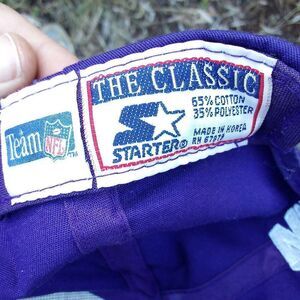 THE CLASSIC
65% COTTON
35% POLYESTER
MADE IN KOREA
RN 67077
STARTER®
Team NFL